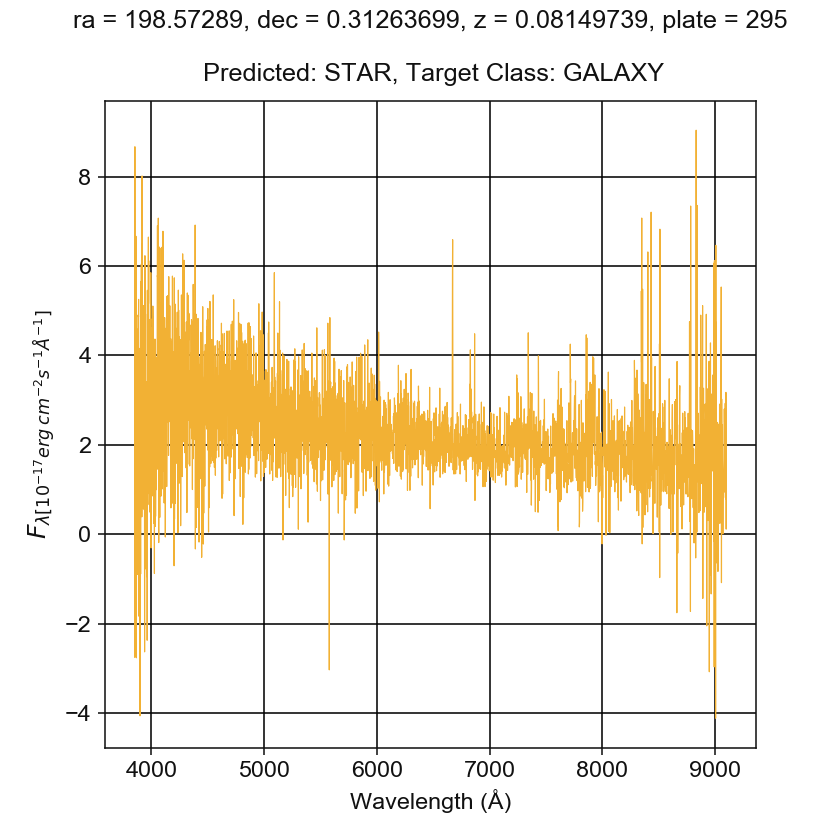 ra = 198.57289, dec = 0.31263699, z = 0.08149739, plate = 295
Predicted: STAR, Target Class: GALAXY
8
6
4
2
0
−2
−4
F_λ[10^{−17} erg cm^{−2}s^{−1}Å^{−1}]
4000 5000 6000 7000 8000 9000
Wavelength (Å)